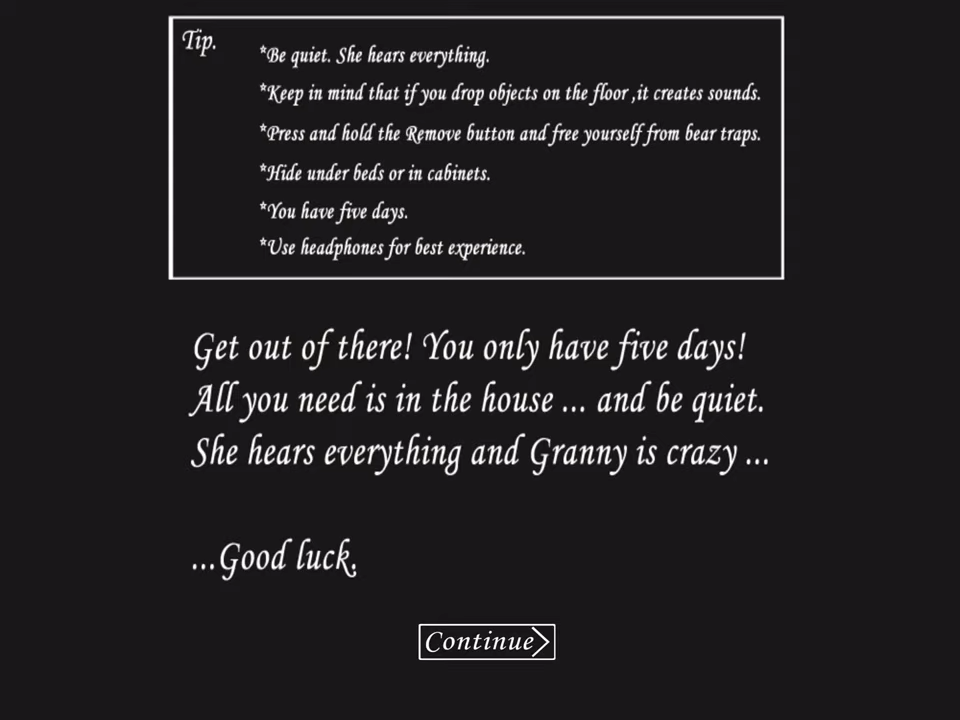 Tip.
*Be quiet. She hears everything.
*Keep in mind that if you drop objects on the floor ,it creates sounds.
*Press and hold the Remove button and free yourself from bear traps.
*Hide under beds or in cabinets.
*You have five days.
*Use headphones for best experience.
Get out of there! You only have five days!
All you need is in the house ... and be quiet.
She hears everything and Granny is crazy ...
...Good luck.
Continue>